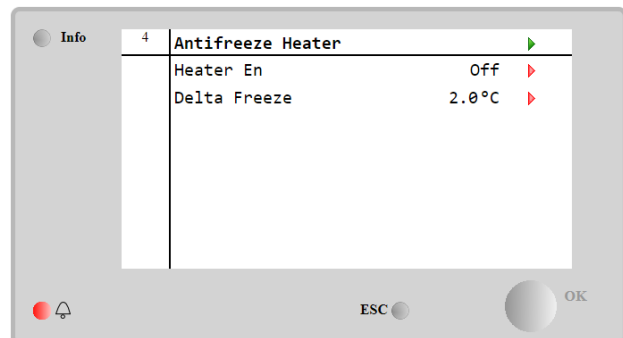 Info
4 Antifreeze Heater
Heater En Off
Delta Freeze 2.0°C
ESC
OK